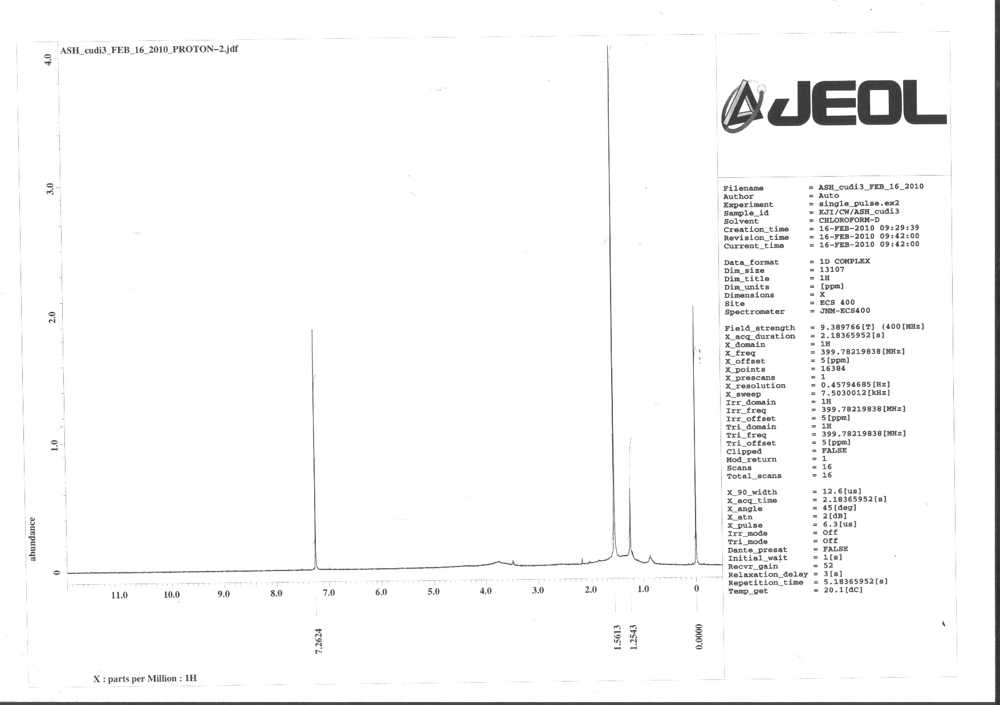 ASH_cudi3_FEB_16_2010_PROTON−2.jdf
JEOL
4.0
3.0
2.0
1.0
0
abundance
11.0 10.0 9.0 8.0 7.0 6.0 5.0 4.0 3.0 2.0 1.0 0
7.2624
1.5613
1.2543
0.0000
X : parts per Million : 1H
Filename = ASH_cudi3_FEB_16_2010
Author = Auto
Experiment = single_pulse.ex2
Sample_id = KJI/CW/ASH_cudi3
Solvent = CHLOROFORM-D
Creation_time = 16-FEB-2010 09:29:39
Revision_time = 16-FEB-2010 09:42:00
Current_time = 16-FEB-2010 09:42:00
Data_format = 1D COMPLEX
Dim_size = 13107
Dim_title = 1H
Dim_units = [ppm]
Dimensions = X
Site = ECS 400
Spectrometer = JNM-ECS400
Field_strength = 9.389766[T] (400[MHz]
X_acq_duration = 2.18365952[s]
X_domain = 1H
X_freq = 399.78219838[MHz]
X_offset = 5[ppm]
X_points = 16384
X_prescans = 1
X_resolution = 0.45794685[Hz]
X_sweep = 7.5030012[kHz]
Irr_domain = 1H
Irr_freq = 399.78219838[MHz]
Irr_offset = 5[ppm]
Tri_domain = 1H
Tri_freq = 399.78219838[MHz]
Tri_offset = 5[ppm]
Clipped = FALSE
Mod_return = 1
Scans = 16
Total_scans = 16
X_90_width = 12.6[us]
X_acq_time = 2.18365952[s]
X_angle = 45[deg]
X_atn = 2[dB]
X_pulse = 6.3[us]
Irr_mode = Off
Tri_mode = Off
Dante_presat = FALSE
Initial_wait = 1[s]
Recvr_gain = 52
Relaxation_delay = 3[s]
Repetition_time = 5.18365952[s]
Temp_get = 20.1[dC]